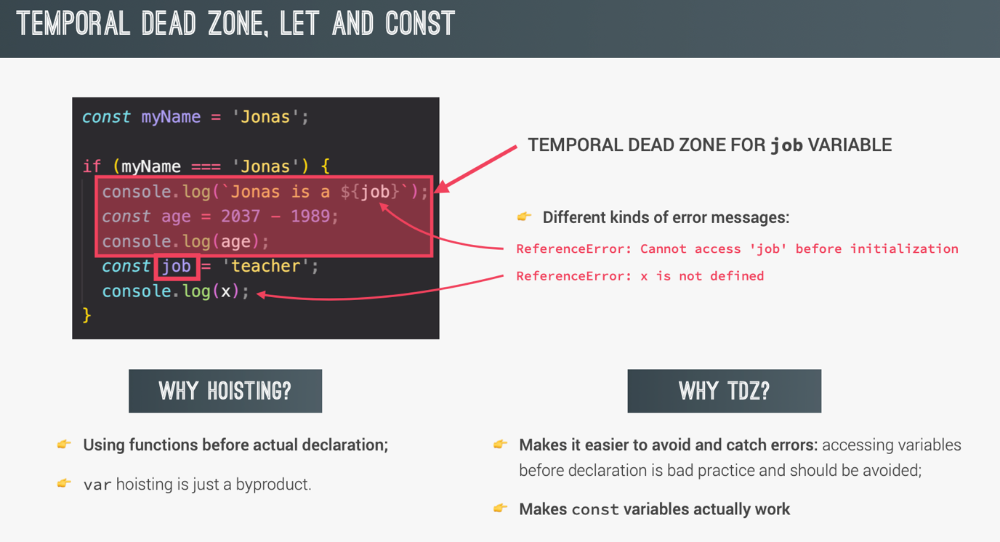 TEMPORAL DEAD ZONE, LET AND CONST
const myName = 'Jonas';
if (myName === 'Jonas') {
console.log(`Jonas is a ${job}`);
const age = 2037 - 1989;
console.log(age);
const job = 'teacher';
console.log(x);
}
TEMPORAL DEAD ZONE FOR job VARIABLE
👉 Different kinds of error messages:
ReferenceError: Cannot access 'job' before initialization
ReferenceError: x is not defined
WHY HOISTING?
👉 Using functions before actual declaration;
👉 var hoisting is just a byproduct.
WHY TDZ?
👉 Makes it easier to avoid and catch errors: accessing variables
before declaration is bad practice and should be avoided;
👉 Makes const variables actually work